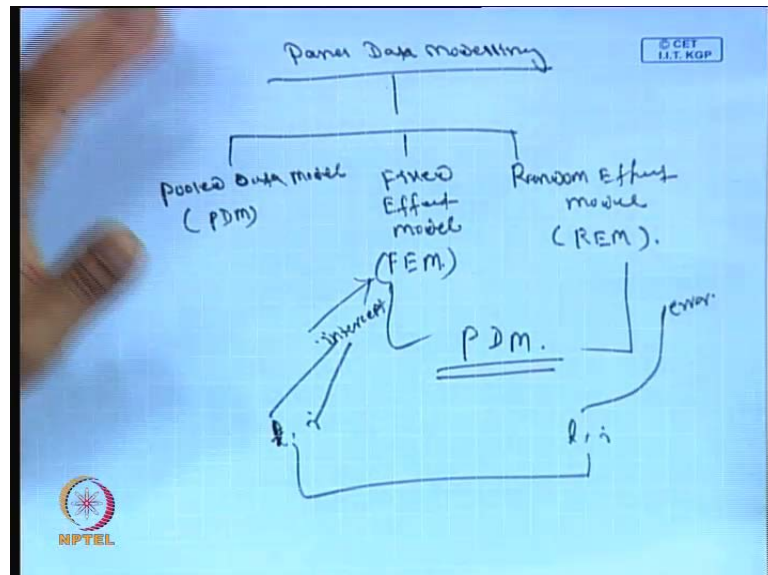 Panel Data Modelling
© CET
I.I.T. KGP
Pooled Data model
(PDM)
Fixed
Effect
model
(FEM)
Random Effect
model
(REM).
intercept
error.
PDM.
NPTEL